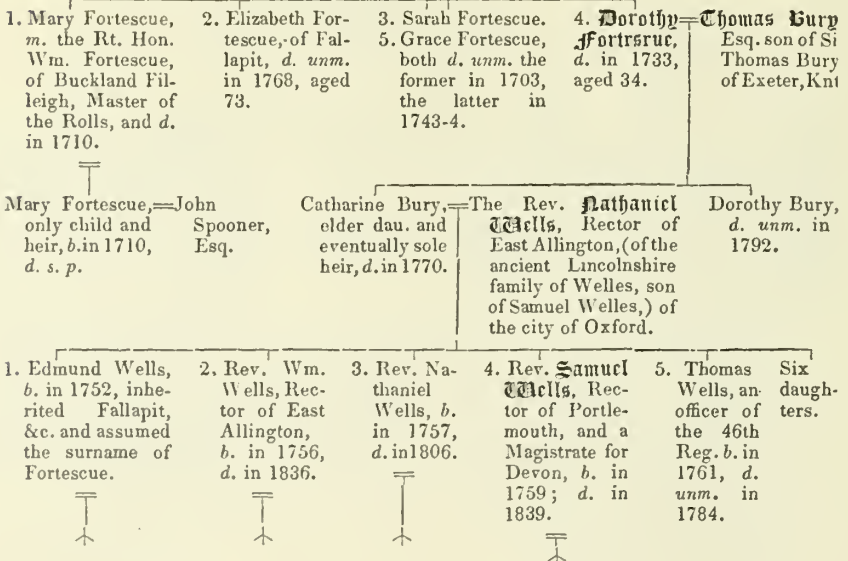 1. Mary Fortescue,
m. the Rt. Hon.
Wm. Fortescue,
of Buckland Fil-
leigh, Master of
the Rolls, and d.
in 1710.
2. Elizabeth For-
tescue, of Fal-
lapit, d. unm.
in 1768, aged
73.
3. Sarah Fortescue.
5. Grace Fortescue,
both d. unm. the
former in 1703,
the latter in
1743-4.
4. Dorothy
Fortescue,
d. in 1733,
aged 34.
Thomas Bury
Esq. son of Si
Thomas Bury
of Exeter, Knt
Mary Fortescue,
only child and
heir, b. in 1710,
d. s. p.
John
Spooner,
Esq.
Catharine Bury,
elder dau. and
eventually sole
heir, d. in 1770.
The Rev. Nathaniel
Wells, Rector of
East Allington, (of the
ancient Lincolnshire
family of Welles, son
of Samuel Welles,) of
the city of Oxford.
Dorothy Bury,
d. unm. in
1792.
1. Edmund Wells,
b. in 1752, inhe-
rited Fallapit,
&c. and assumed
the surname of
Fortescue.
2. Rev. Wm.
Wells, Rec-
tor of East
Allington,
b. in 1756,
d. in 1836.
3. Rev. Na-
thaniel
Wells, b.
in 1757,
d. in 1806.
4. Rev. Samuel
Wells, Rec-
tor of Portle-
mouth, and a
Magistrate for
Devon, b. in
1759; d. in
1839.
5. Thomas
Wells, an
officer of
the 46th
Reg. b. in
1761, d.
unm. in
1784.
Six
daugh-
ters.